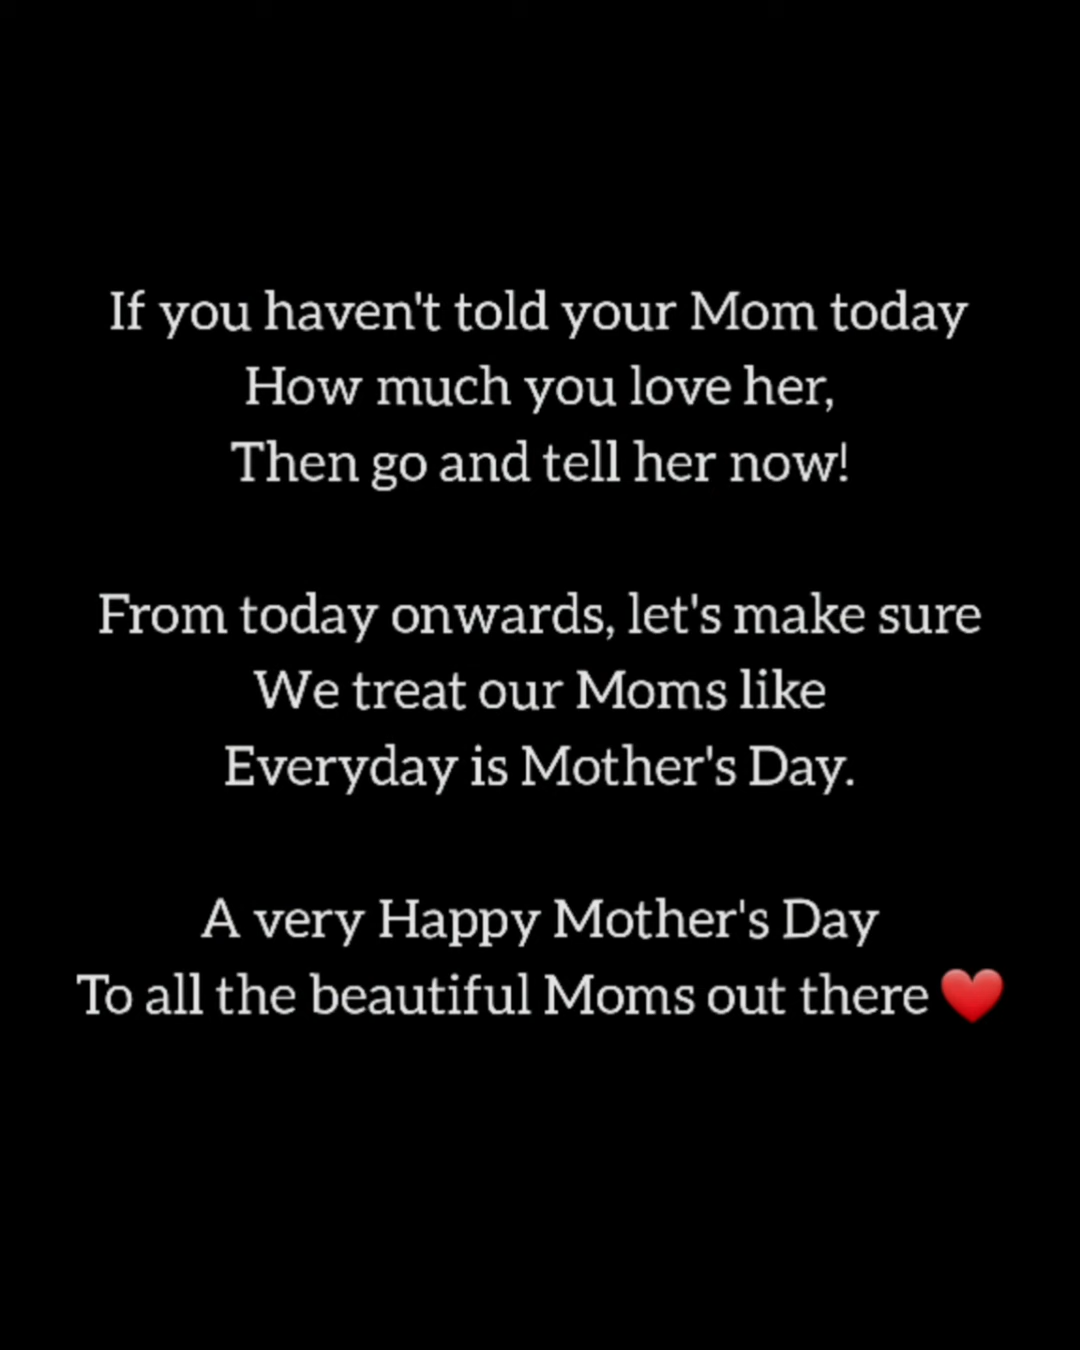 If you haven't told your Mom today
How much you love her,
Then go and tell her now!
From today onwards, let's make sure
We treat our Moms like
Everyday is Mother's Day.
A very Happy Mother's Day
To all the beautiful Moms out there ❤️